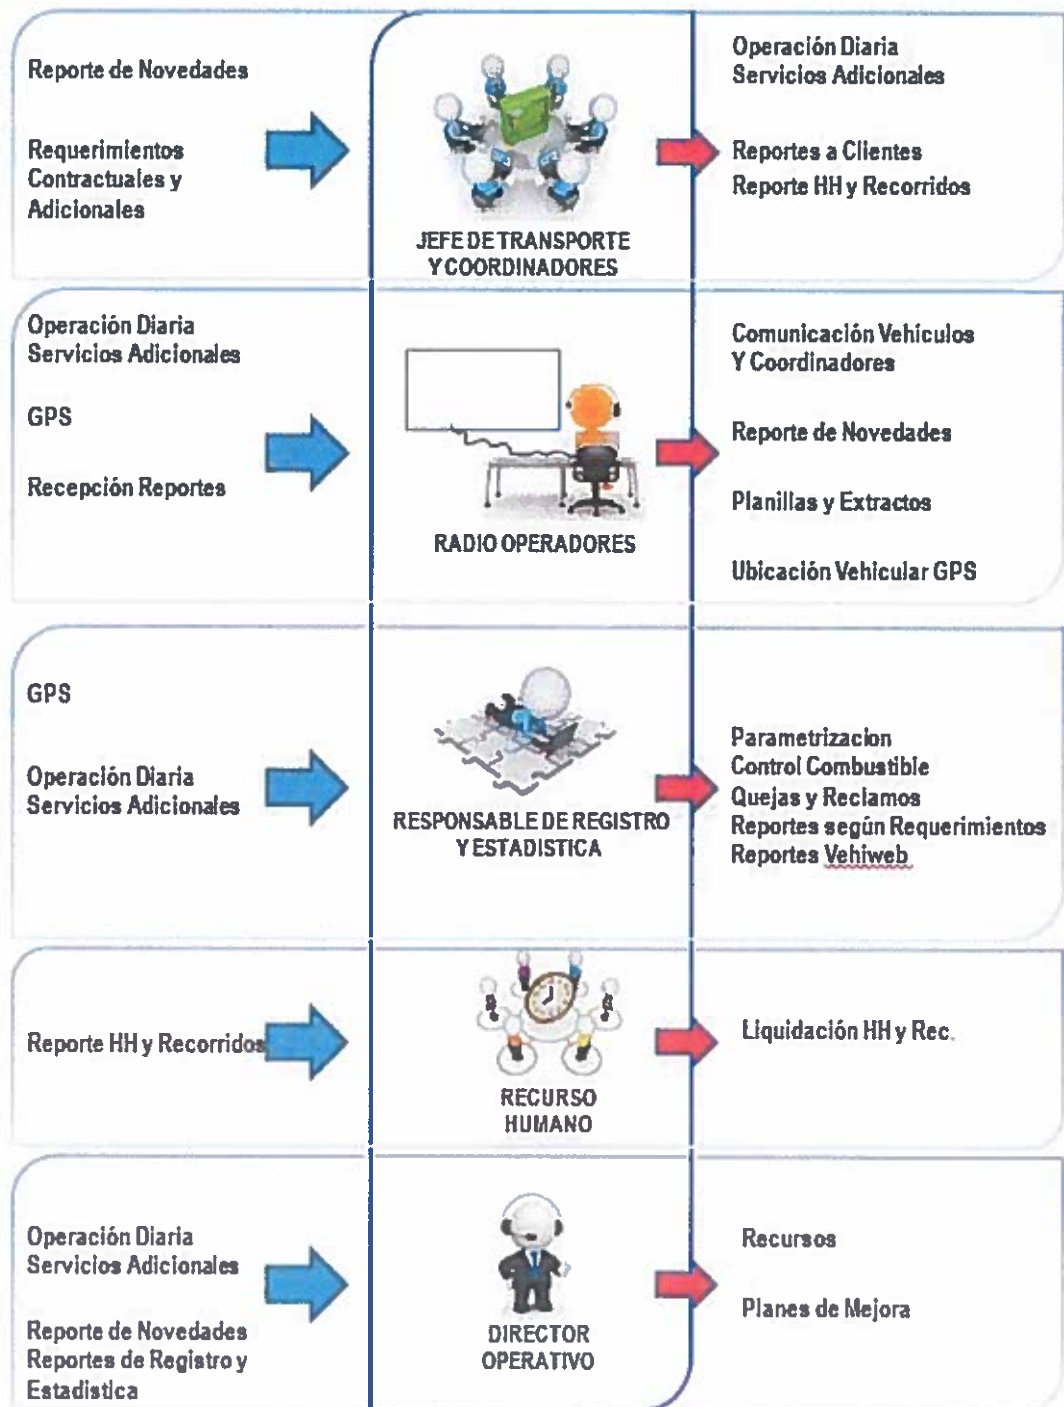 Reporte de Novedades
Requerimientos
Contractuales y
Adicionales
JEFE DE TRANSPORTE
Y COORDINADORES
Operación Diaria
Servicios Adicionales
Reportes a Clientes
Reporte HH y Recorridos
Operación Diaria
Servicios Adicionales
GPS
Recepción Reportes
RADIO OPERADORES
Comunicación Vehículos
Y Coordinadores
Reporte de Novedades
Planillas y Extractos
Ubicación Vehicular GPS
GPS
Operación Diaria
Servicios Adicionales
RESPONSABLE DE REGISTRO
Y ESTADISTICA
Parametrizacion
Control Combustible
Quejas y Reclamos
Reportes según Requerimientos
Reportes Vehiweb
Reporte HH y Recorridos
RECURSO
HUMANO
Liquidación HH y Rec.
Operación Diaria
Servicios Adicionales
Reporte de Novedades
Reportes de Registro y
Estadistica
DIRECTOR
OPERATIVO
Recursos
Planes de Mejora